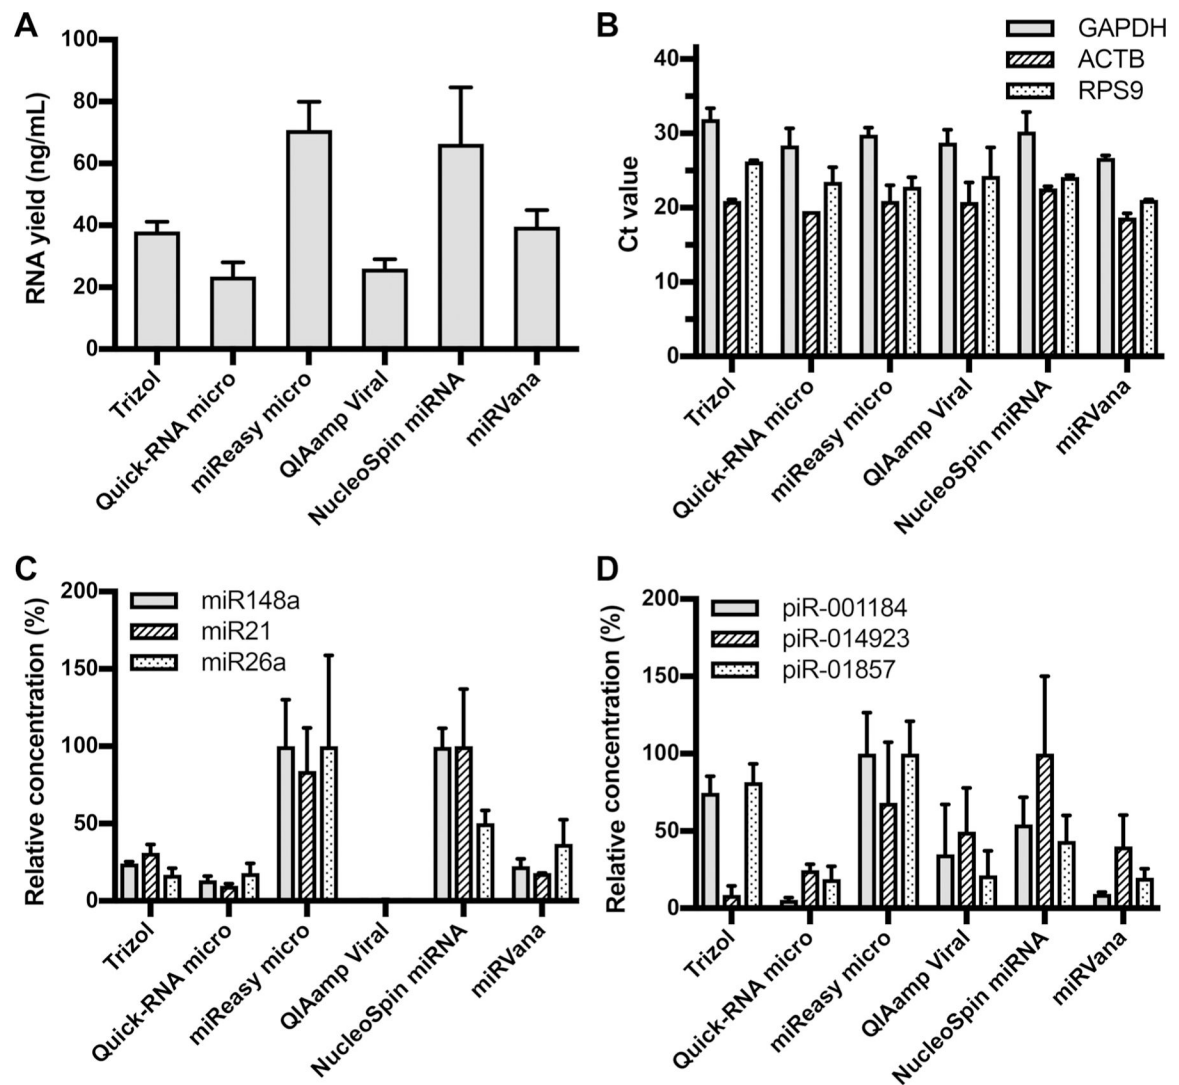 A
RNA yield (ng/mL)
100
80
60
40
20
0
Trizol
Quick-RNA micro
miReasy micro
QIAamp Viral
NucleoSpin miRNA
miRVana
B
GAPDH
ACTB
RPS9
Ct value
40
30
20
10
0
Trizol
Quick-RNA micro
miReasy micro
QIAamp Viral
NucleoSpin miRNA
miRVana
C
miR148a
miR21
miR26a
Relative concentration (%)
200
150
100
50
0
Trizol
Quick-RNA micro
miReasy micro
QIAamp Viral
NucleoSpin miRNA
miRVana
D
piR-001184
piR-014923
piR-01857
Relative concentration (%)
200
150
100
50
0
Trizol
Quick-RNA micro
miReasy micro
QIAamp Viral
NucleoSpin miRNA
miRVana